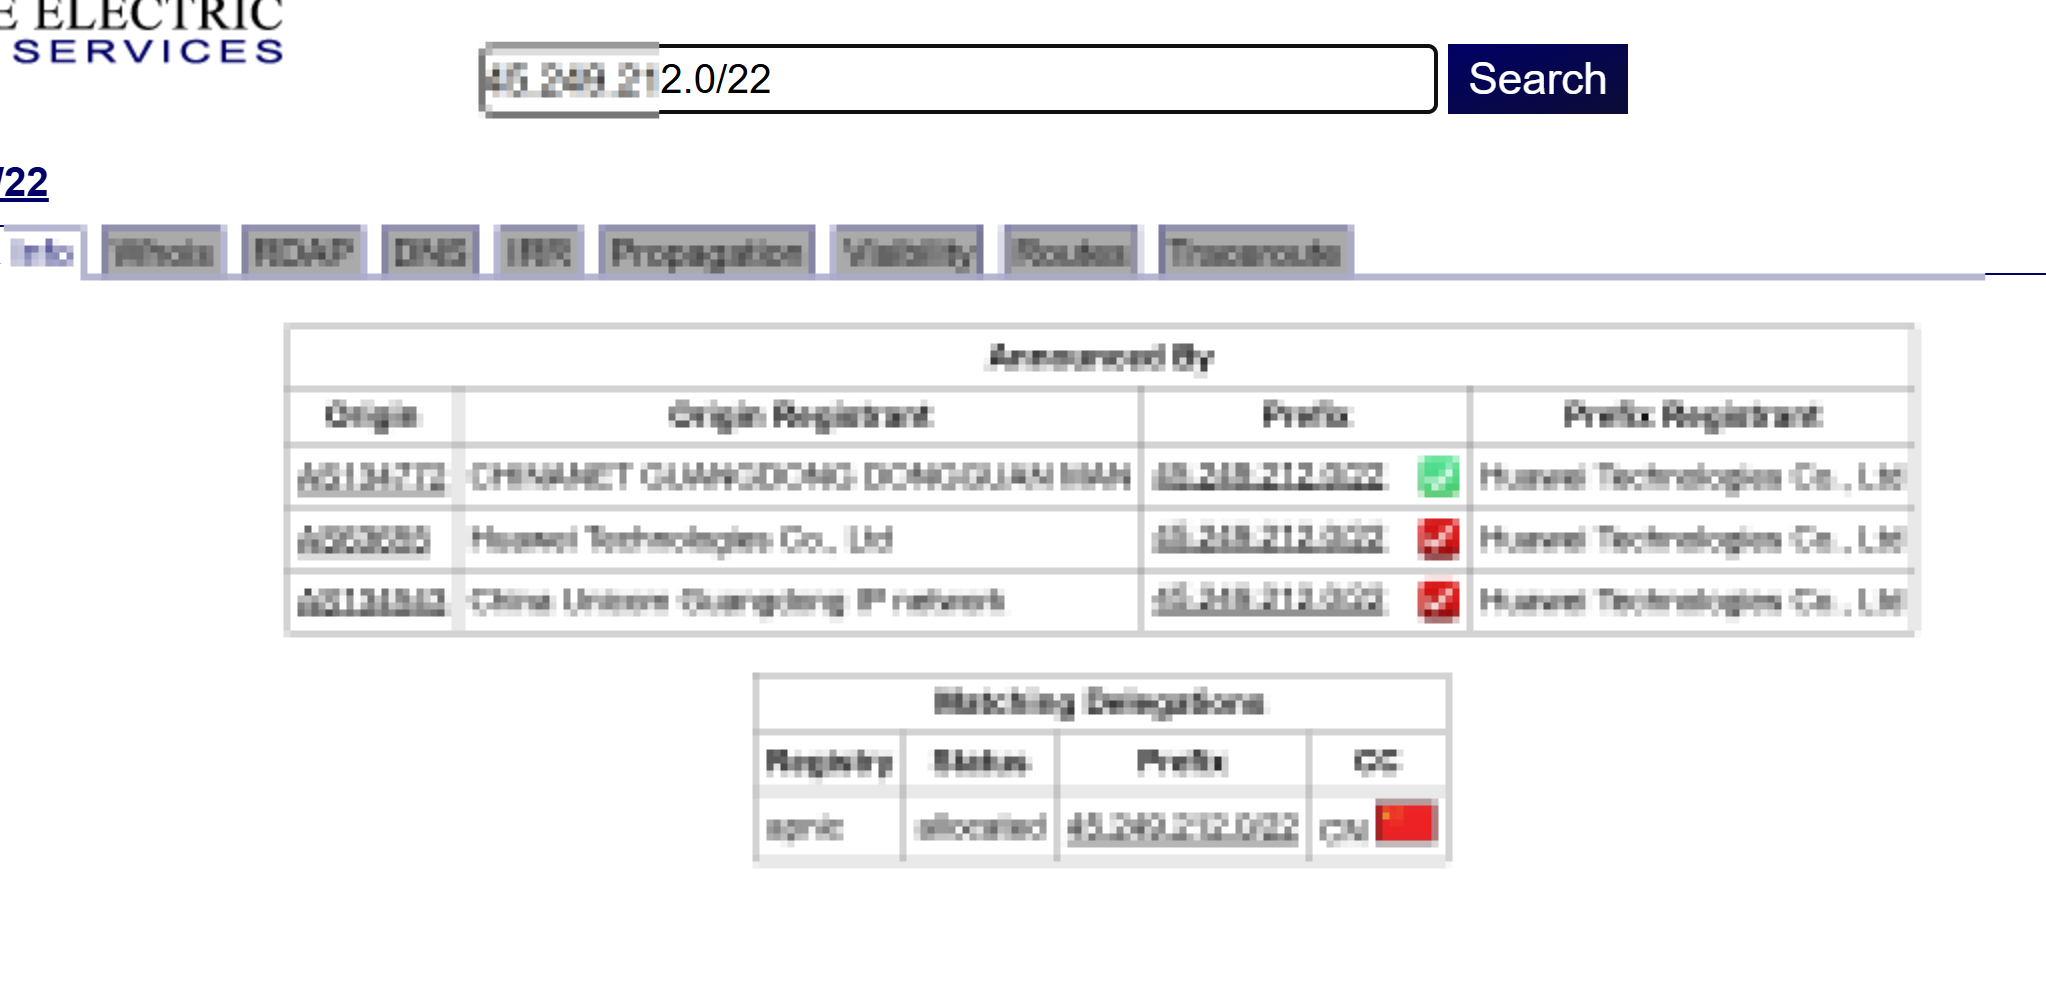 E ELECTRIC
SERVICES
45.249.212.0/22 Search
/22
Info Whois RDAP DNS IRR Propagation Visibility Routes Traceroute
Announced By
Origin Origin Registrant Prefix Prefix Registrant
AS134772 CHINANET GUANGDONG DONGGUAN MAN 45.249.212.0/22 Huawei Technologies Co., Ltd
Huawei Technologies Co., Ltd 45.249.212.0/22 Huawei Technologies Co., Ltd
China Unicom Guangdong IP network 45.249.212.0/22 Huawei Technologies Co., Ltd
Matching Delegations
Registry Status Prefix CC
apnic allocated 45.249.212.0/22 CN